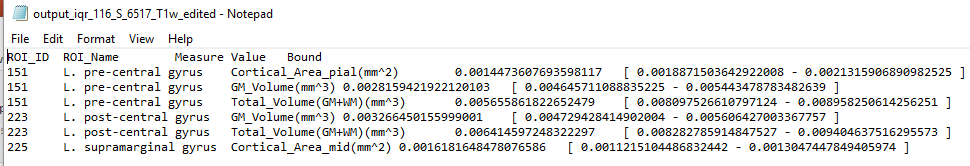 output_iqr_116_S_6517_T1w_edited - Notepad
File Edit Format View Help
ROI_ID ROI_Name Measure Value Bound
151 L. pre-central gyrus Cortical_Area_pial(mm^2) 0.0014473607693598117 [ 0.0018871503642922008 - 0.0021315906890982525 ]
151 L. pre-central gyrus GM_Volume(mm^3) 0.0028159421922120103 [ 0.004645711088835225 - 0.005443478783482639 ]
151 L. pre-central gyrus Total_Volume(GM+WM)(mm^3) 0.005655861822652479 [ 0.008097526610797124 - 0.008958250614256251 ]
223 L. post-central gyrus GM_Volume(mm^3) 0.003266450155999001 [ 0.004729428414902004 - 0.005606427003367757 ]
223 L. post-central gyrus Total_Volume(GM+WM)(mm^3) 0.006414597248322297 [ 0.008282785914847527 - 0.009404637516295573 ]
225 L. supramarginal gyrus Cortical_Area_mid(mm^2) 0.0016181648478076586 [ 0.0011215104486832442 - 0.0013047447849405974 ]